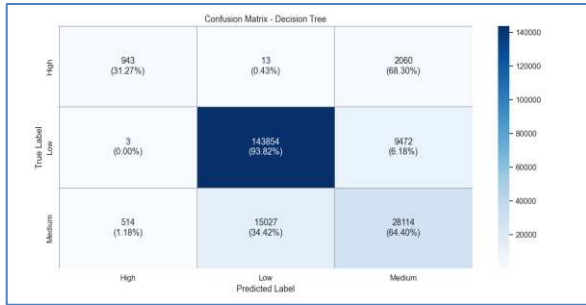 Confusion Matrix - Decision Tree
High
943
(31.27%)
13
(0.43%)
2060
(68.30%)
True Label
Low
3
(0.00%)
143854
(93.82%)
9472
(6.18%)
Medium
514
(1.18%)
15027
(34.42%)
28114
(64.40%)
High
Low
Medium
Predicted Label
140000
120000
100000
80000
60000
40000
20000